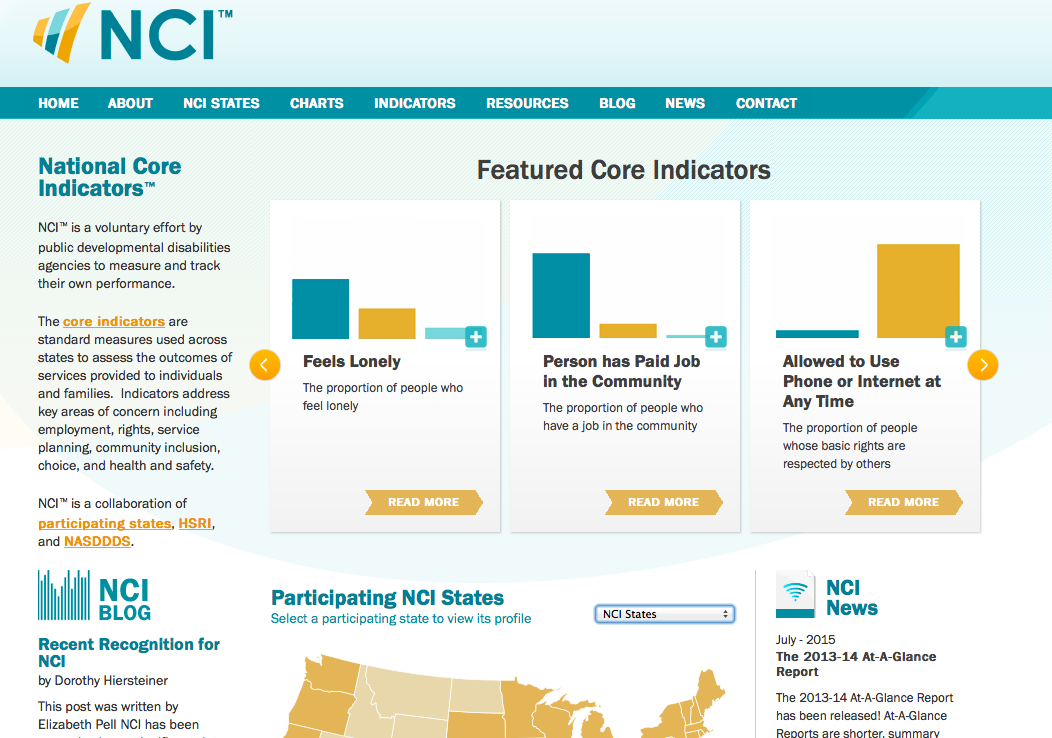 NCI™
HOME ABOUT NCI STATES CHARTS INDICATORS RESOURCES BLOG NEWS CONTACT
National Core
Indicators™
NCI™ is a voluntary effort by
public developmental disabilities
agencies to measure and track
their own performance.
The core indicators are
standard measures used across
states to assess the outcomes of
services provided to individuals
and families. Indicators address
key areas of concern including
employment, rights, service
planning, community inclusion,
choice, and health and safety.
NCI™ is a collaboration of
participating states, HSRI,
and NASDDDS.
Featured Core Indicators
Feels Lonely
The proportion of people who
feel lonely
READ MORE
Person has Paid Job
in the Community
The proportion of people who
have a job in the community
READ MORE
Allowed to Use
Phone or Internet at
Any Time
The proportion of people
whose basic rights are
respected by others
READ MORE
NCI
BLOG
Recent Recognition for
NCI
by Dorothy Hiersteiner
This post was written by
Elizabeth Pell NCI has been
Participating NCI States
Select a participating state to view its profile
NCI States
NCI
News
July - 2015
The 2013-14 At-A-Glance
Report
The 2013-14 At-A-Glance Report
has been released! At-A-Glance
Reports are shorter, summary